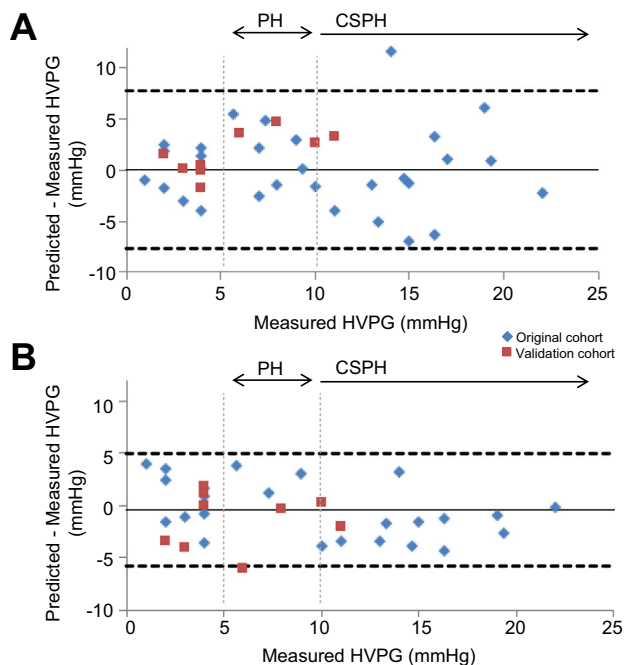 A
PH
CSPH
10
5
0
-5
-10
Predicted - Measured HVPG
(mmHg)
0
5
10
15
20
25
Measured HVPG (mmHg)
Original cohort
Validation cohort
B
PH
CSPH
10
5
0
-5
-10
Predicted - Measured HVPG
(mmHg)
0
5
10
15
20
25
Measured HVPG (mmHg)